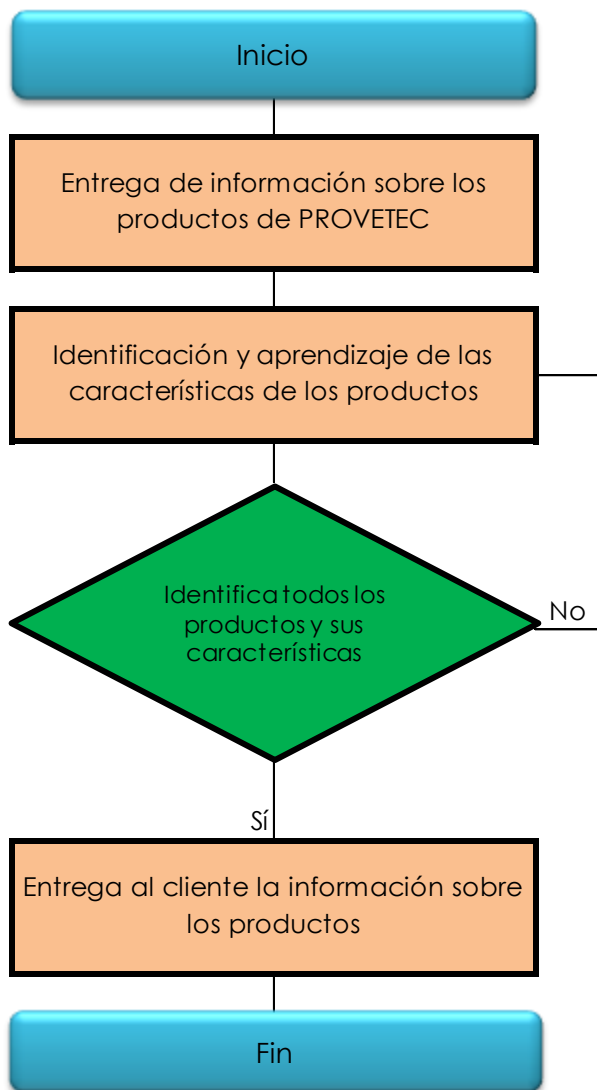 Inicio
Entrega de información sobre los
productos de PROVETEC
Identificación y aprendizaje de las
características de los productos
Identifica todos los
productos y sus
características
No
Sí
Entrega al cliente la información sobre
los productos
Fin